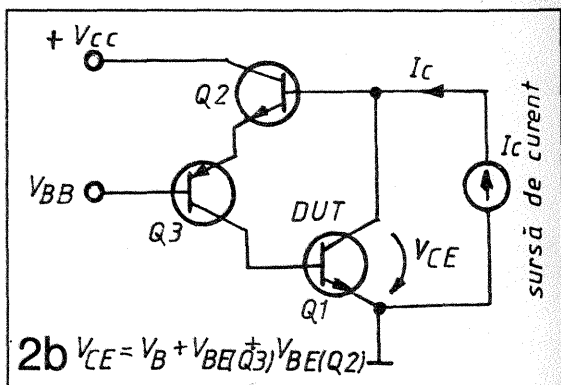 + Vcc
Q2
Ic
VBB
Q3
DUT
VCE
Q1
Ic
sursă de curent
2b VCE = VB + VBE(Q3) + VBE(Q2)